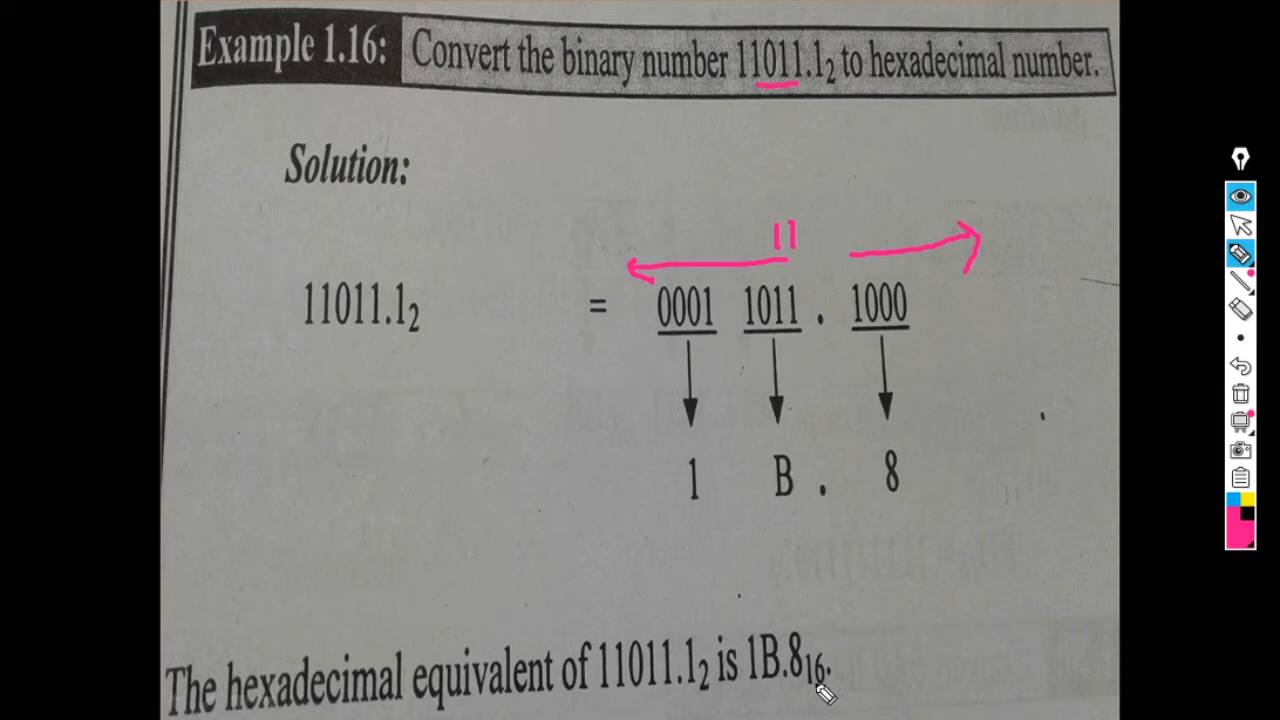 Example 1.16: Convert the binary number 11011.1₂ to hexadecimal number.
Solution:
11
11011.1₂ = 0001 1011 . 1000
1 B . 8
The hexadecimal equivalent of 11011.1₂ is 1B.8₁₆.